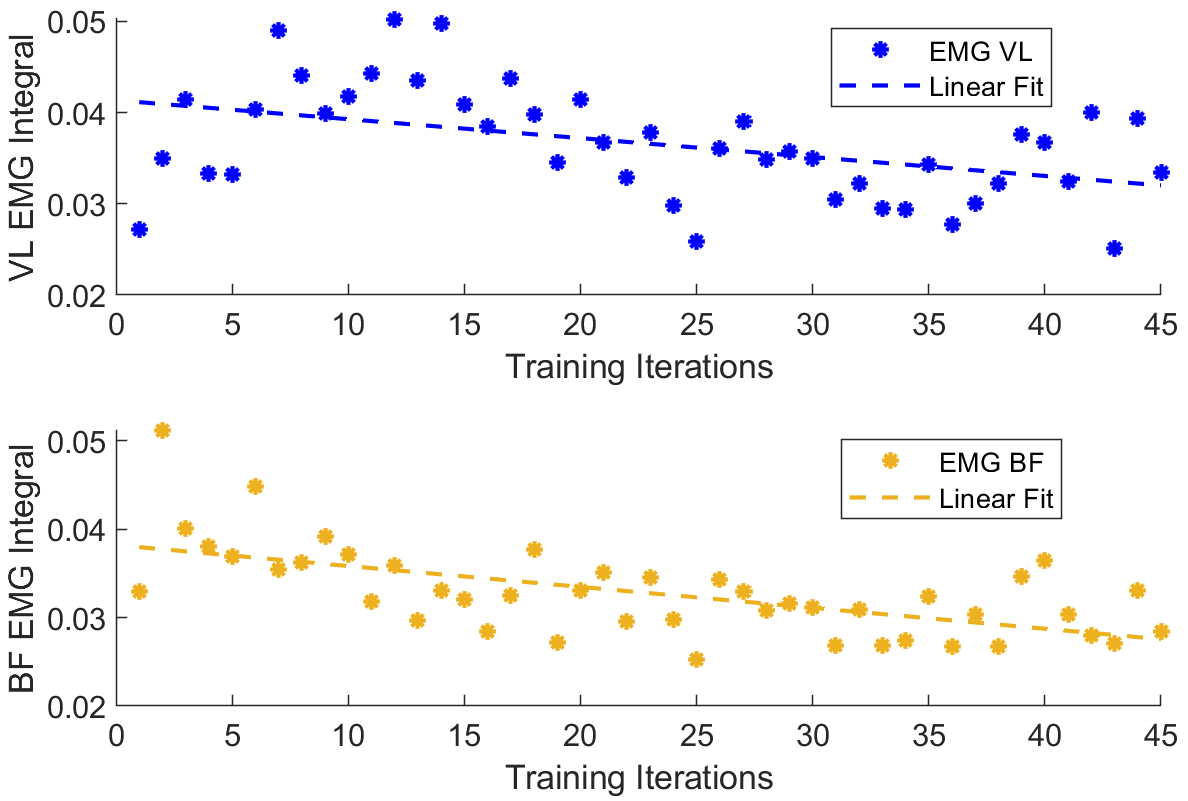 VL EMG Integral
0.05
0.04
0.03
0.02
EMG VL
Linear Fit
0 5 10 15 20 25 30 35 40 45
Training Iterations
BF EMG Integral
0.05
0.04
0.03
0.02
EMG BF
Linear Fit
0 5 10 15 20 25 30 35 40 45
Training Iterations